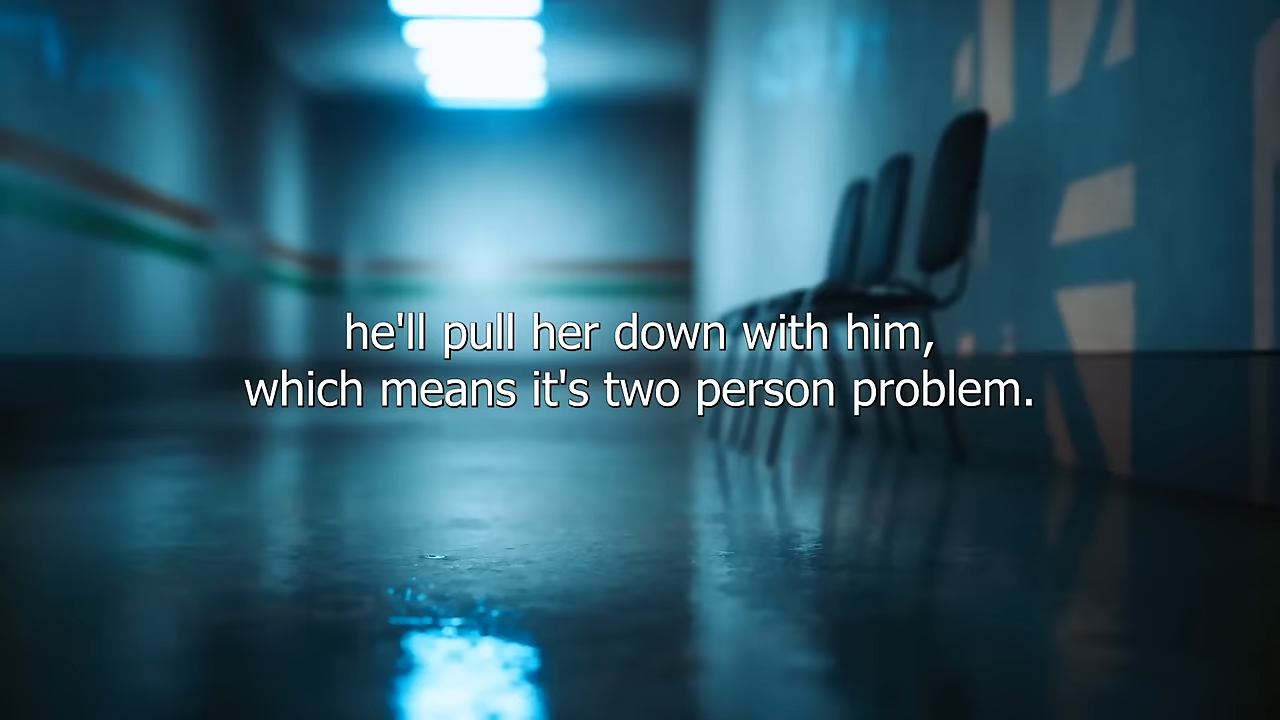 he'll pull her down with him,
which means it's two person problem.